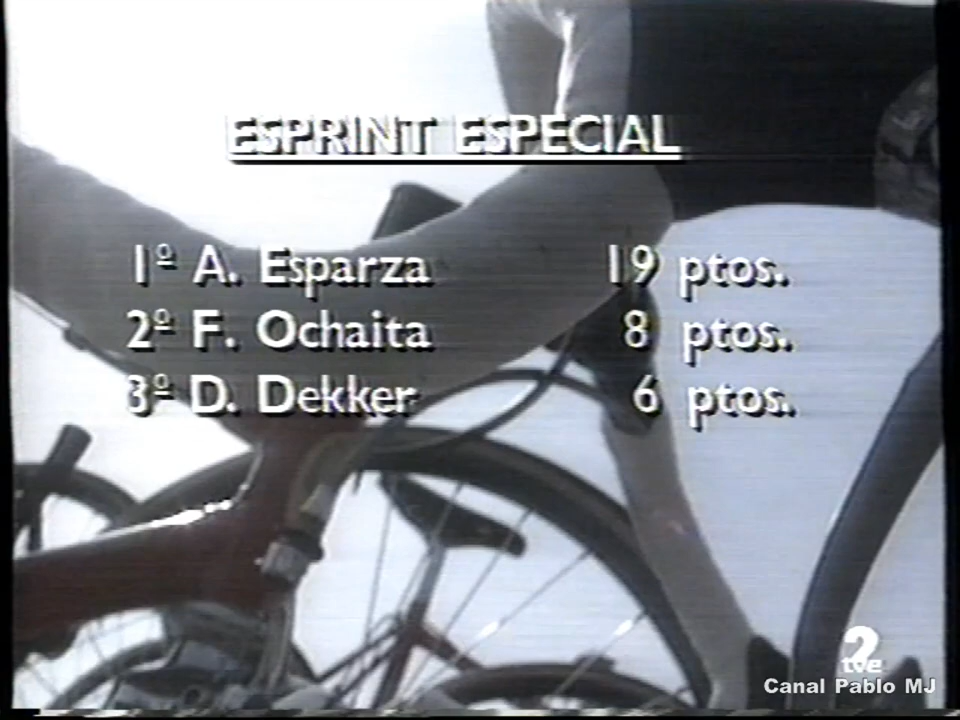 ESPRINT ESPECIAL
1º A. Esparza 19 ptos.
2º F. Ochaita 8 ptos.
3º D. Dekker 6 ptos.
2
tve
Canal Pablo MJ